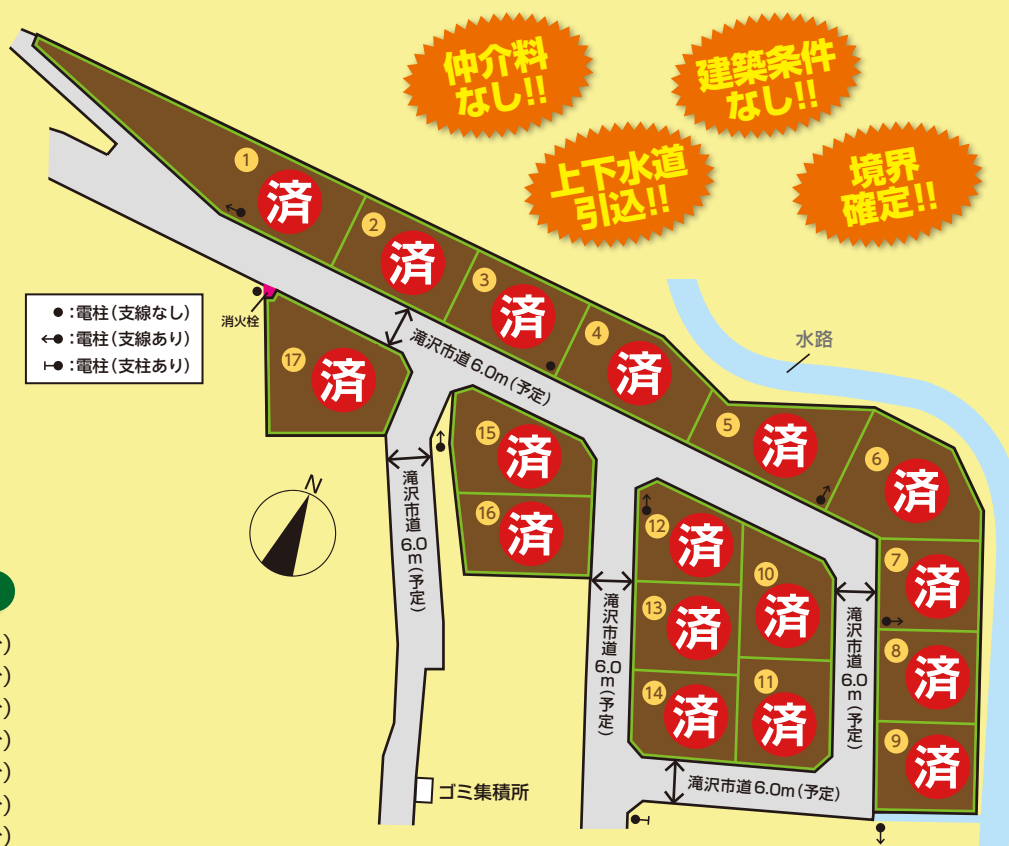 仲介料
なし!!
建築条件
なし!!
上下水道
引込!!
境界
確定!!
1
済
2
済
3
済
4
済
5
済
6
済
7
済
8
済
9
済
10
済
11
済
12
済
13
済
14
済
15
済
16
済
17
済
●:電柱(支線なし)
←●:電柱(支線あり)
⊢●:電柱(支柱あり)
消火栓
水路
滝沢市道6.0m(予定)
滝沢市道6.0m(予定)
滝沢市道6.0m(予定)
滝沢市道6.0m(予定)
滝沢市道6.0m(予定)
N
ゴミ集積所